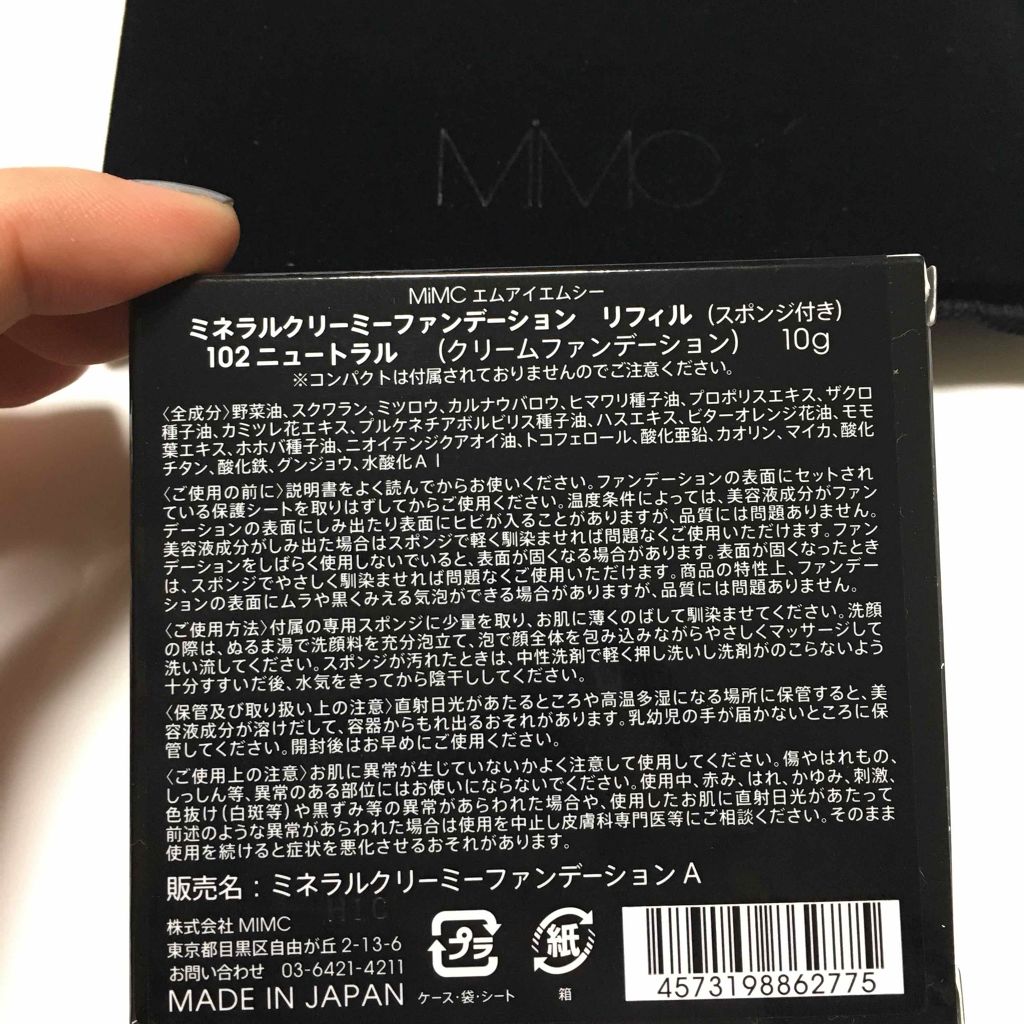 MiMC
MiMC エムアイエムシー
ミネラルクリーミーファンデーション リフィル (スポンジ付き)
102 ニュートラル (クリームファンデーション) 10g
※コンパクトは付属されておりませんのでご注意ください。
〈全成分〉野菜油、スクワラン、ミツロウ、カルナウバロウ、ヒマワリ種子油、プロポリスエキス、ザクロ
種子油、カミツレ花エキス、プルケネチアボルビリス種子油、ハスエキス、ビターオレンジ花油、モモ
葉エキス、ホホバ種子油、ニオイテンジクアオイ油、トコフェロール、酸化亜鉛、カオリン、マイカ、酸化
チタン、酸化鉄、グンジョウ、水酸化Al
〈ご使用の前に〉説明書をよく読んでからお使いください。ファンデーションの表面にセットされ
ている保護シートを取りはずしてからご使用ください。温度条件によっては、美容液成分がファン
デーションの表面にしみ出たり表面にヒビが入ることがありますが、品質には問題ありません。
美容液成分がしみ出た場合はスポンジで軽く馴染ませれば問題なくご使用いただけます。ファン
デーションをしばらく使用しないでいると、表面が固くなる場合があります。表面が固くなったとき
は、スポンジでやさしく馴染ませれば問題なくご使用いただけます。商品の特性上、ファンデー
ションの表面にムラや黒くみえる気泡ができる場合がありますが、品質には問題ありません。
〈ご使用方法〉付属の専用スポンジに少量を取り、お肌に薄くのばして馴染ませてください。洗顔
の際は、ぬるま湯で洗顔料を充分泡立て、泡で顔全体を包み込みながらやさしくマッサージして
洗い流してください。スポンジが汚れたときは、中性洗剤で軽く押し洗いし洗剤がのこらないよう
十分すすいだ後、水気をきってから陰干ししてください。
〈保管及び取り扱い上の注意〉直射日光があたるところや高温多湿になる場所に保管すると、美
容液成分が溶けだして、容器からもれ出るおそれがあります。乳幼児の手が届かないところに保
管してください。開封後はお早めにご使用ください。
〈ご使用上の注意〉お肌に異常が生じていないかよく注意して使用してください。傷やはれもの、
しっしん等、異常のある部位にはお使いにならないでください。使用中、赤み、はれ、かゆみ、刺激、
色抜け(白斑等)や黒ずみ等の異常があらわれた場合や、使用したお肌に直射日光があたって
前述のような異常があらわれた場合は使用を中止し皮膚科専門医等にご相談ください。そのまま
使用を続けると症状を悪化させるおそれがあります。
販売名：ミネラルクリーミーファンデーション A
株式会社 MIMC
東京都目黒区自由が丘 2-13-6
お問い合わせ 03-6421-4211
MADE IN JAPAN
プラ
ケース・袋・シート
紙
箱
4573198862775